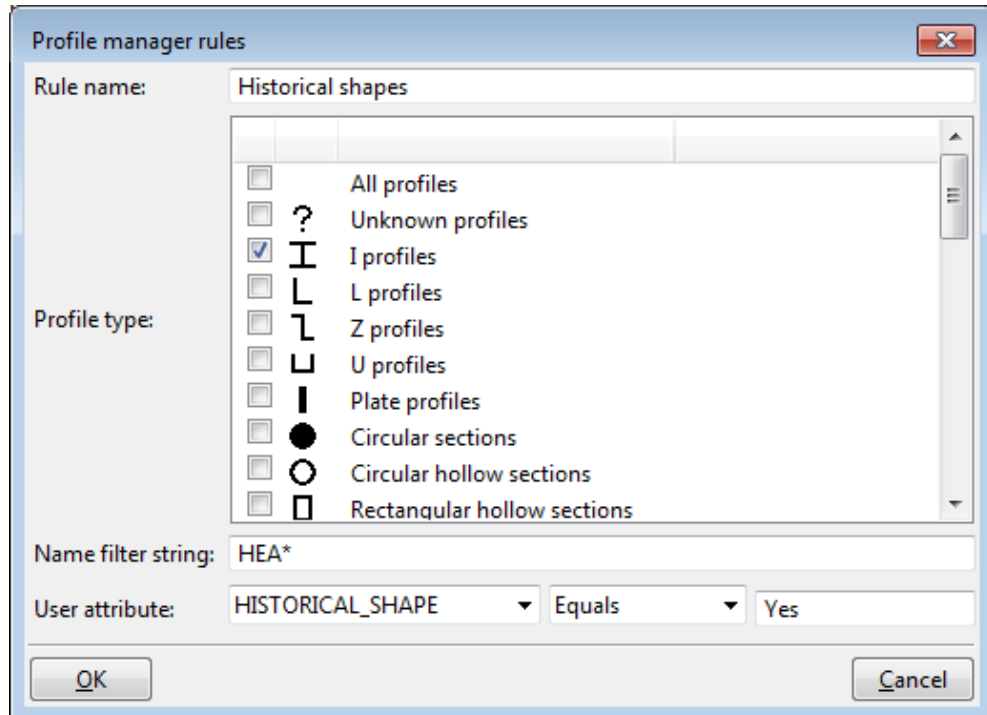 Profile manager rules
Rule name: Historical shapes
All profiles
? Unknown profiles
I profiles
L profiles
Z profiles
Profile type:
U profiles
Plate profiles
Circular sections
Circular hollow sections
Rectangular hollow sections
Name filter string: HEA*
User attribute: HISTORICAL_SHAPE Equals Yes
OK Cancel